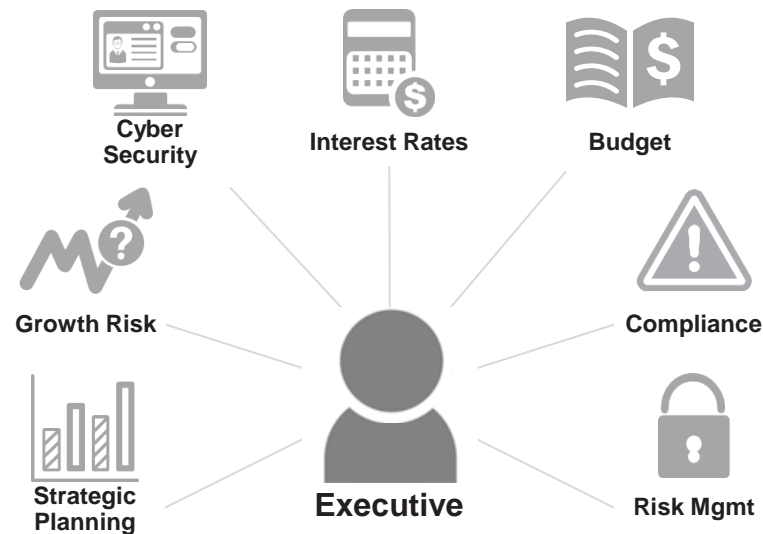 $
$
Cyber
Security
Interest Rates
Budget
?
!
Growth Risk
Compliance
Strategic
Planning
Executive
Risk Mgmt